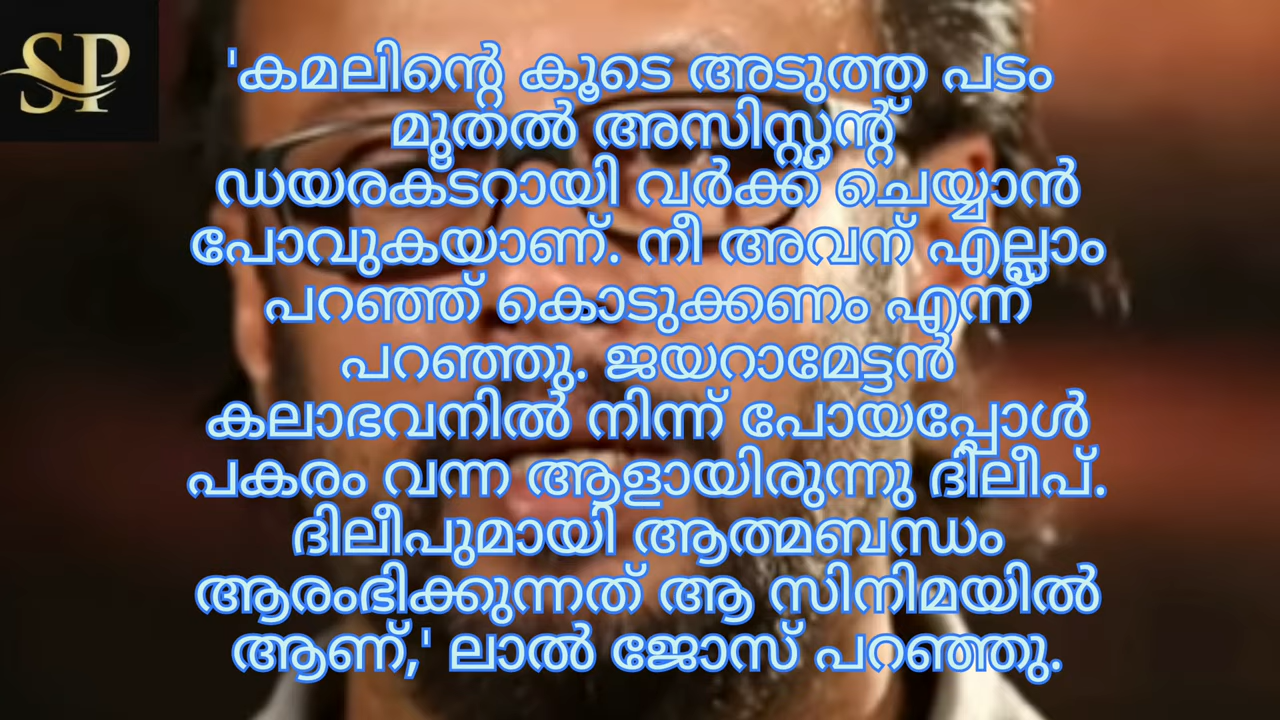 SP
'കമലിന്റെ കൂടെ അടുത്ത പടം
മുതൽ അസിസ്റ്റന്റ്
ഡയരക്ടറായി വർക്ക് ചെയ്യാൻ
പോവുകയാണ്. നീ അവന് എല്ലാം
പറഞ്ഞ് കൊടുക്കണം എന്ന്
പറഞ്ഞു. ജയറാമേട്ടൻ
കലാഭവനിൽ നിന്ന് പോയപ്പോൾ
പകരം വന്ന ആളായിരുന്നു ദിലീപ്.
ദിലീപുമായി ആത്മബന്ധം
ആരംഭിക്കുന്നത് ആ സിനിമയിൽ
ആണ്,' ലാൽ ജോസ് പറഞ്ഞു.